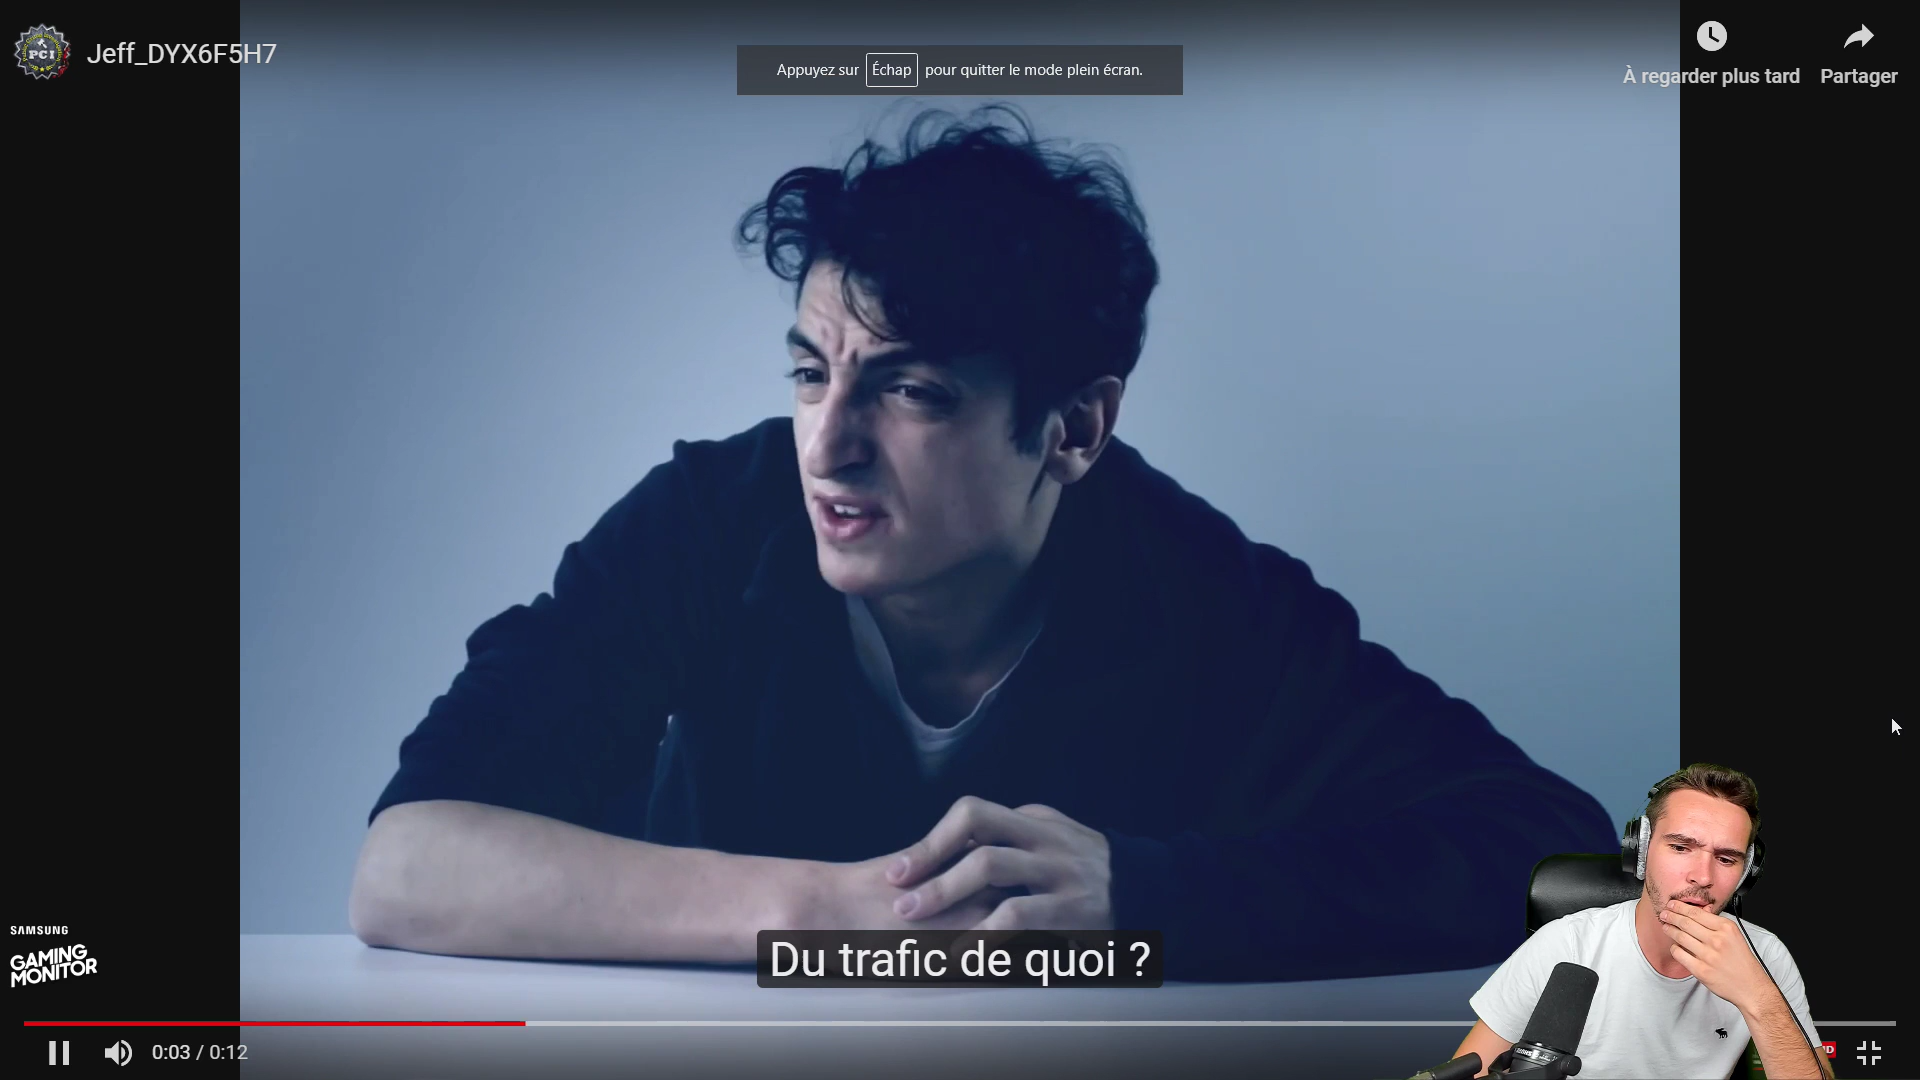 PCI
Jeff_DYX6F5H7
Appuyez sur Échap pour quitter le mode plein écran.
À regarder plus tard
Partager
Du trafic de quoi ?
SAMSUNG
GAMING
MONITOR
0:03 / 0:12